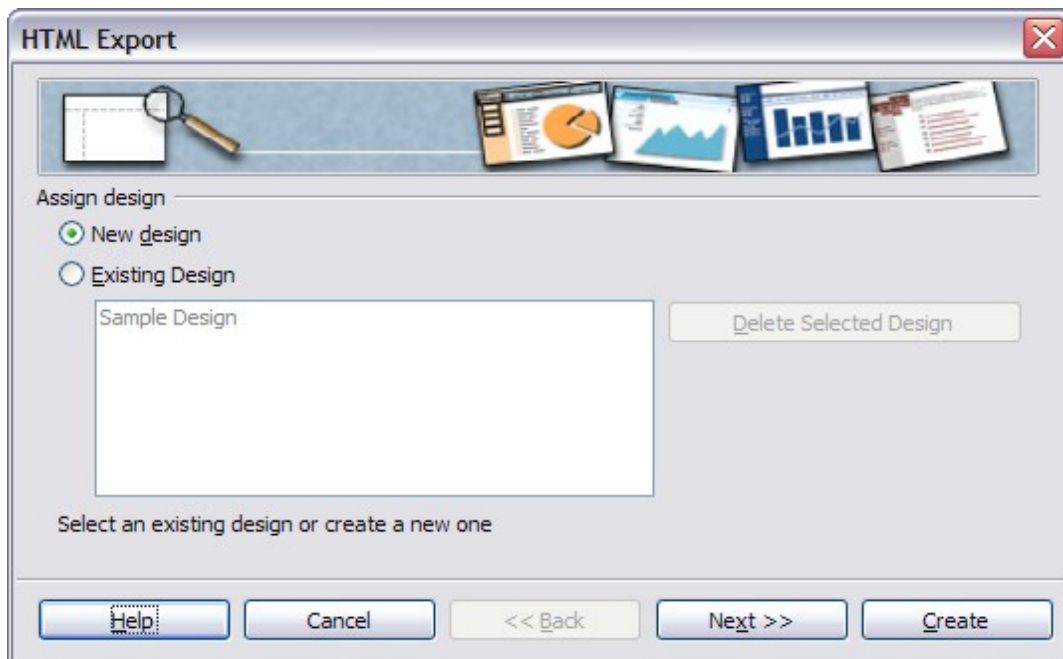 HTML Export
Assign design
New design
Existing Design
Sample Design
Delete Selected Design
Select an existing design or create a new one
Help
Cancel
<< Back
Next >>
Create